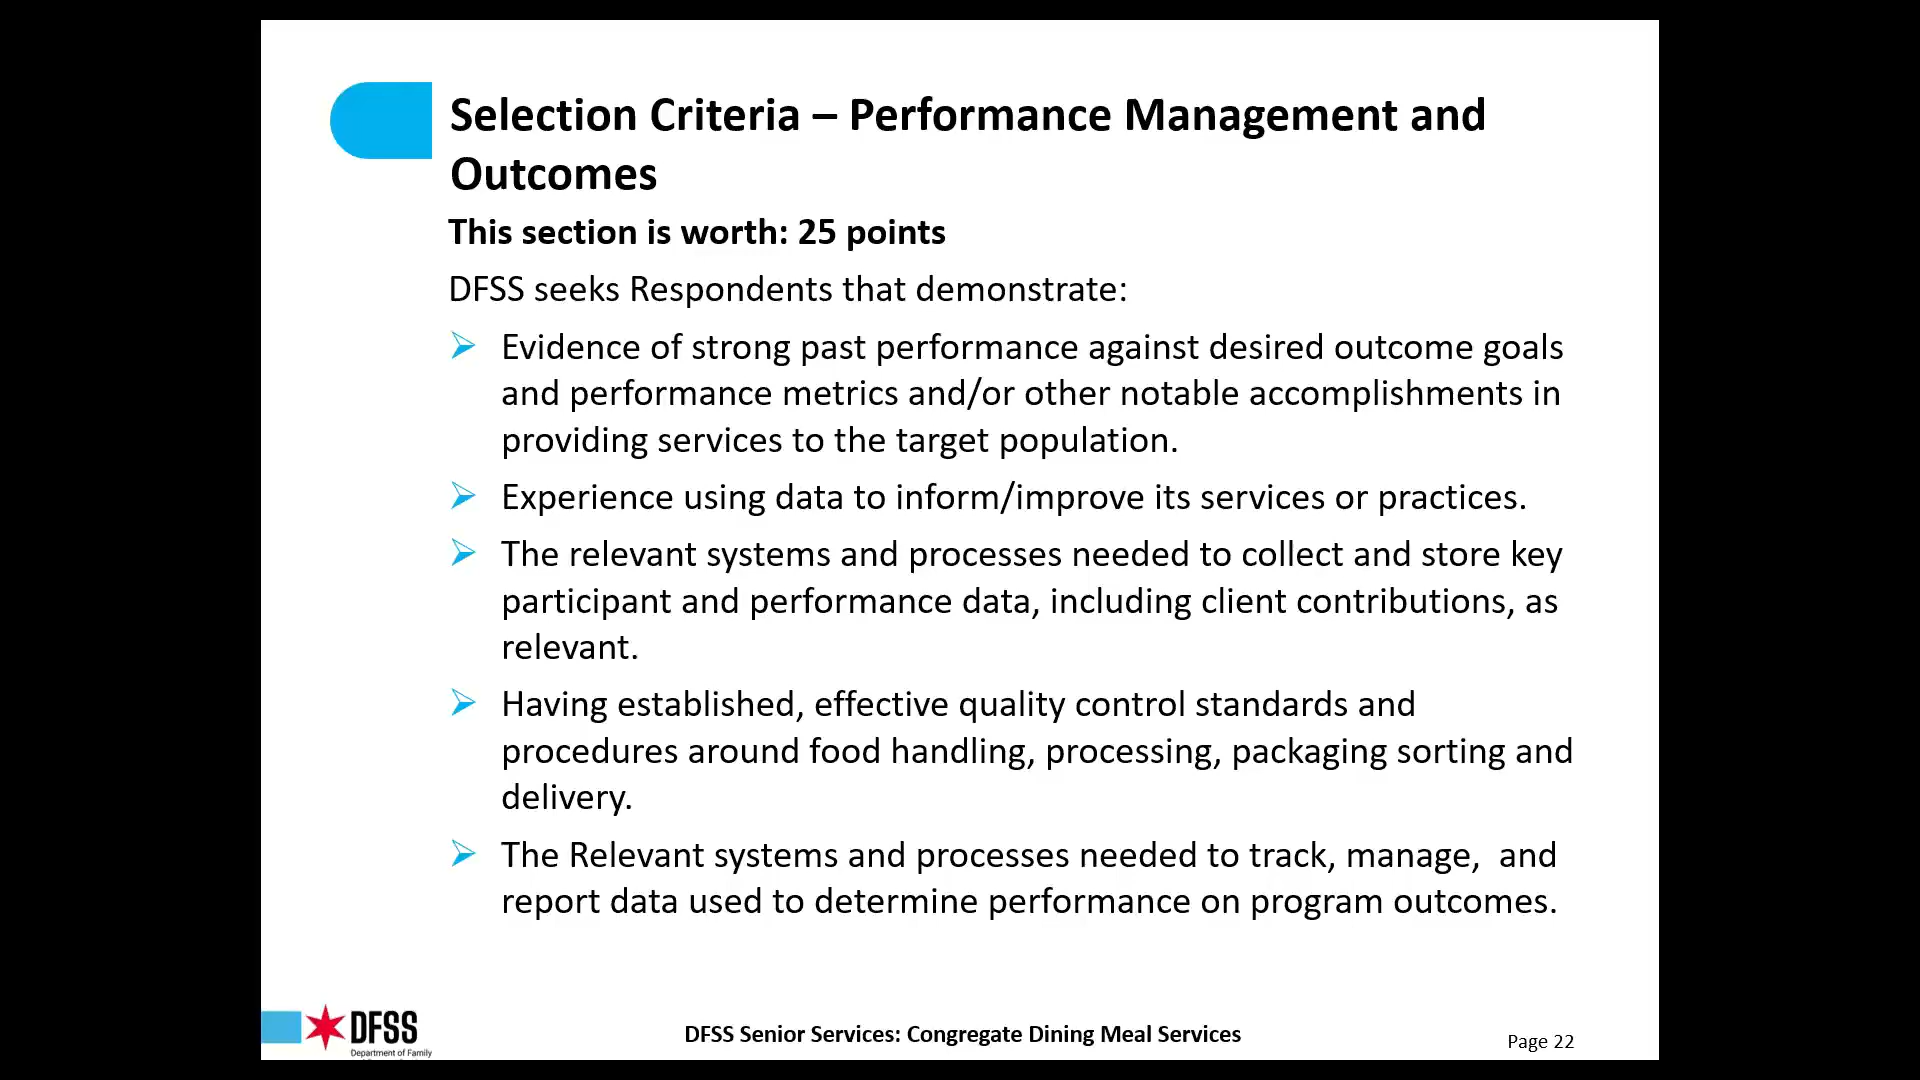 Selection Criteria – Performance Management and
Outcomes
This section is worth: 25 points
DFSS seeks Respondents that demonstrate:
Evidence of strong past performance against desired outcome goals
and performance metrics and/or other notable accomplishments in
providing services to the target population.
Experience using data to inform/improve its services or practices.
The relevant systems and processes needed to collect and store key
participant and performance data, including client contributions, as
relevant.
Having established, effective quality control standards and
procedures around food handling, processing, packaging sorting and
delivery.
The Relevant systems and processes needed to track, manage,  and
report data used to determine performance on program outcomes.
DFSS
Department of Family
DFSS Senior Services: Congregate Dining Meal Services
Page 22